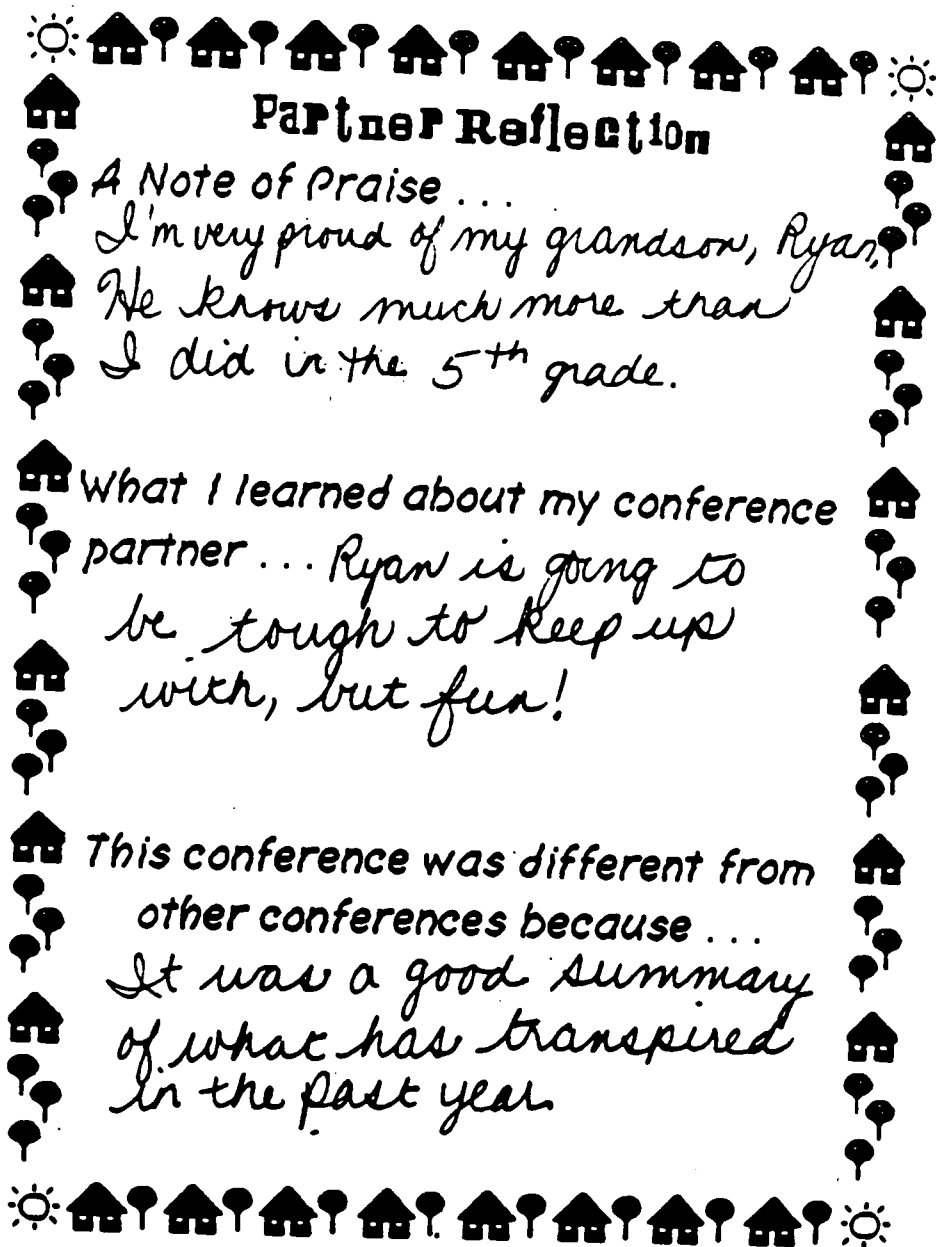 Partner Reflection
A Note of Praise ...
I'm very proud of my grandson, Ryan.
He knows much more than
I did in the 5th grade.
What I learned about my conference
partner ... Ryan is going to
be tough to keep up
with, but fun!
This conference was different from
other conferences because ...
It was a good summary
of what has transpired
in the past year.